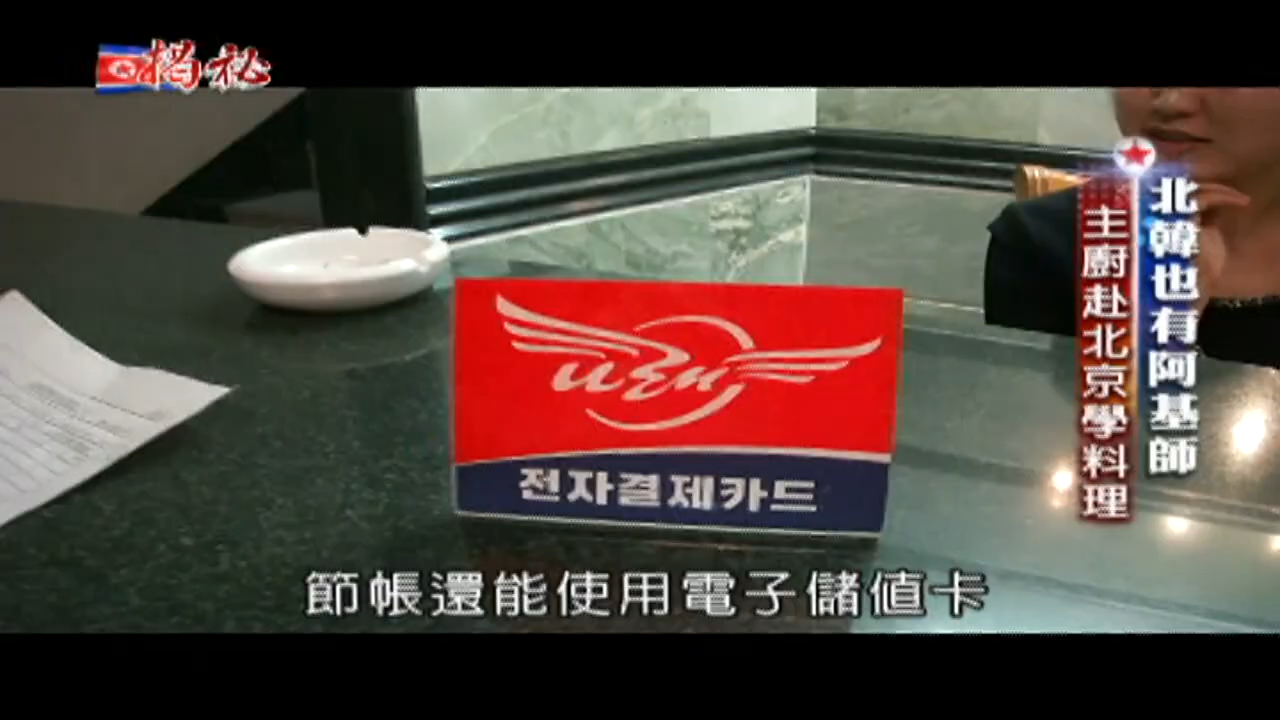 揭祕
北韓也有阿基師
主廚赴北京學料理
나래
전자결제카드
節帳還能使用電子儲值卡